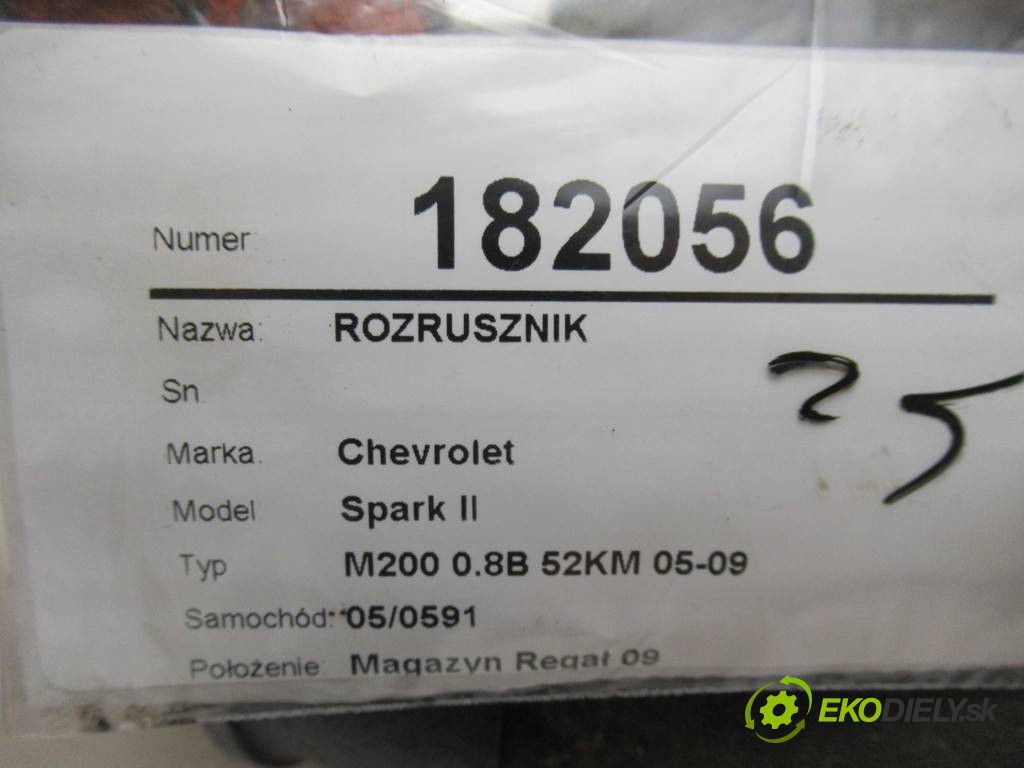 Numer: 182056
Nazwa: ROZRUSZNIK
25
Sn
Marka. Chevrolet
Model Spark II
Typ M200 0.8B 52KM 05-09
Samochód: 05/0591
Położenie: Magazyn Regał 09
EKODIELY.sk